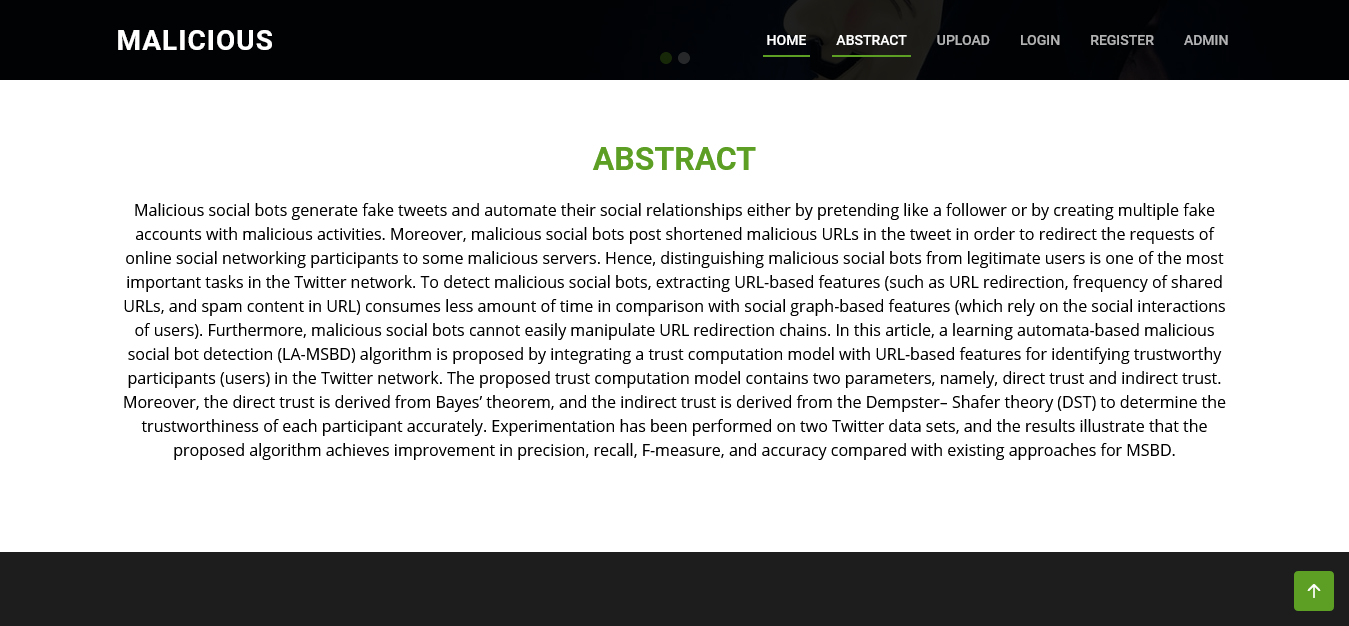 MALICIOUS
HOME ABSTRACT UPLOAD LOGIN REGISTER ADMIN
ABSTRACT
Malicious social bots generate fake tweets and automate their social relationships either by pretending like a follower or by creating multiple fake
accounts with malicious activities. Moreover, malicious social bots post shortened malicious URLs in the tweet in order to redirect the requests of
online social networking participants to some malicious servers. Hence, distinguishing malicious social bots from legitimate users is one of the most
important tasks in the Twitter network. To detect malicious social bots, extracting URL-based features (such as URL redirection, frequency of shared
URLs, and spam content in URL) consumes less amount of time in comparison with social graph-based features (which rely on the social interactions
of users). Furthermore, malicious social bots cannot easily manipulate URL redirection chains. In this article, a learning automata-based malicious
social bot detection (LA-MSBD) algorithm is proposed by integrating a trust computation model with URL-based features for identifying trustworthy
participants (users) in the Twitter network. The proposed trust computation model contains two parameters, namely, direct trust and indirect trust.
Moreover, the direct trust is derived from Bayes’ theorem, and the indirect trust is derived from the Dempster– Shafer theory (DST) to determine the
trustworthiness of each participant accurately. Experimentation has been performed on two Twitter data sets, and the results illustrate that the
proposed algorithm achieves improvement in precision, recall, F-measure, and accuracy compared with existing approaches for MSBD.